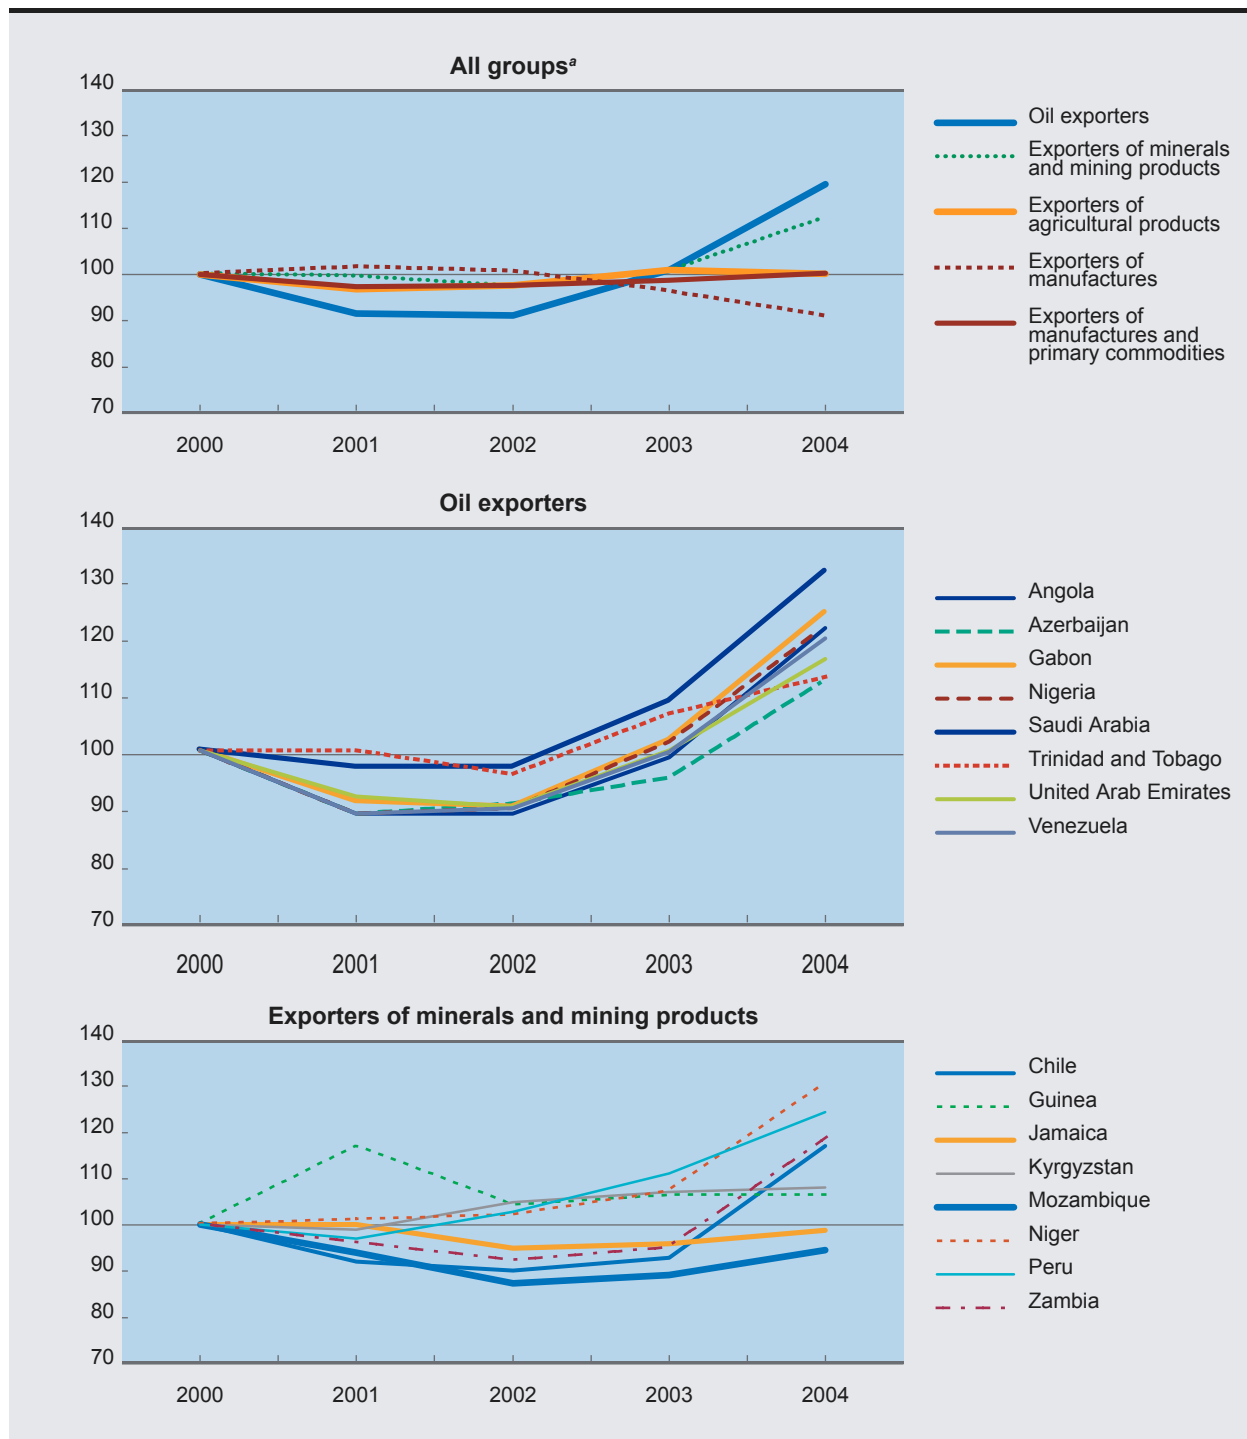 All groupsᵃ
140
130
120
110
100
90
80
70
2000 2001 2002 2003 2004
Oil exporters
Exporters of minerals
and mining products
Exporters of
agricultural products
Exporters of
manufactures
Exporters of
manufactures and
primary commodities
Oil exporters
140
130
120
110
100
90
80
70
2000 2001 2002 2003 2004
Angola
Azerbaijan
Gabon
Nigeria
Saudi Arabia
Trinidad and Tobago
United Arab Emirates
Venezuela
Exporters of minerals and mining products
140
130
120
110
100
90
80
70
2000 2001 2002 2003 2004
Chile
Guinea
Jamaica
Kyrgyzstan
Mozambique
Niger
Peru
Zambia